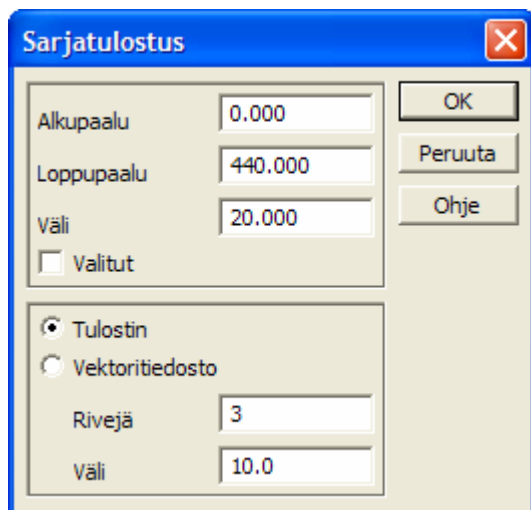 Sarjatulostus
Alkupaalu 0.000
Loppupaalu 440.000
Väli 20.000
Valitut
OK
Peruuta
Ohje
Tulostin
Vektoritiedosto
Rivejä 3
Väli 10.0